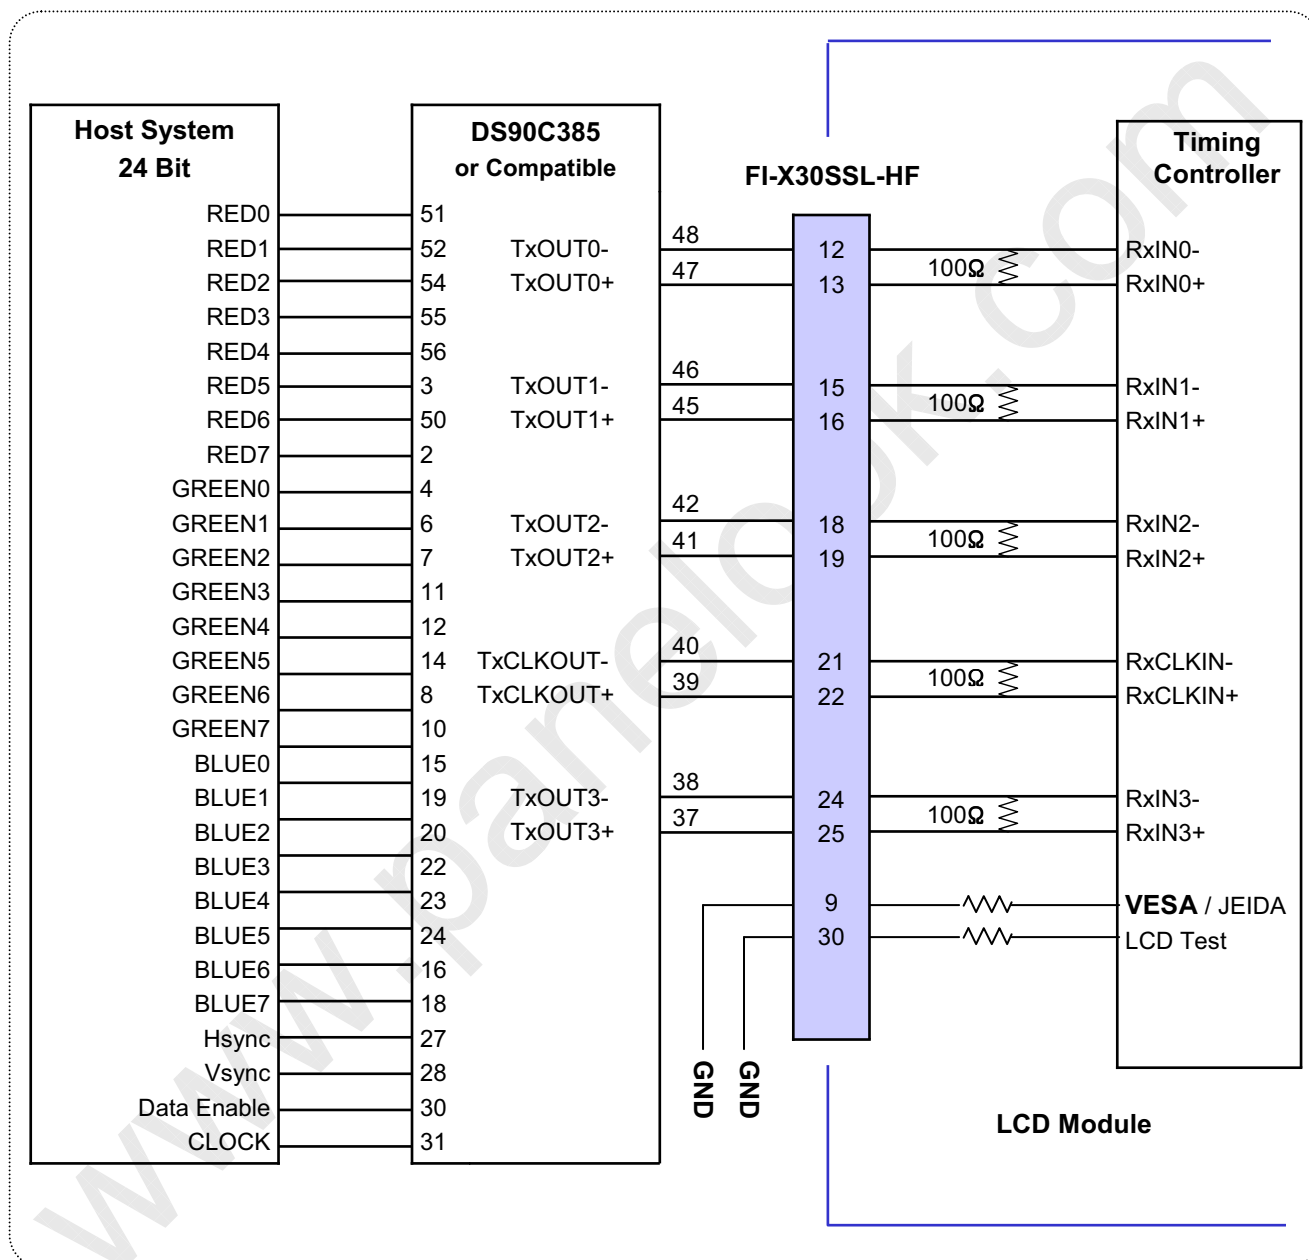 Host System
24 Bit
DS90C385
or Compatible
FI-X30SSL-HF
Timing
Controller
RED0 51
RED1 52 TxOUT0- 48 12 RxIN0-
100Ω
RED2 54 TxOUT0+ 47 13 RxIN0+
RED3 55
RED4 56
RED5 3 TxOUT1- 46 15 RxIN1-
100Ω
RED6 50 TxOUT1+ 45 16 RxIN1+
RED7 2
GREEN0 4
GREEN1 6 TxOUT2- 42 18 RxIN2-
100Ω
GREEN2 7 TxOUT2+ 41 19 RxIN2+
GREEN3 11
GREEN4 12
GREEN5 14 TxCLKOUT- 40 21 RxCLKIN-
100Ω
GREEN6 8 TxCLKOUT+ 39 22 RxCLKIN+
GREEN7 10
BLUE0 15
BLUE1 19 TxOUT3- 38 24 RxIN3-
100Ω
BLUE2 20 TxOUT3+ 37 25 RxIN3+
BLUE3 22
BLUE4 23 9 VESA / JEIDA
BLUE5 24 30 LCD Test
BLUE6 16
BLUE7 18
Hsync 27
Vsync 28
Data Enable 30
CLOCK 31
GND
GND
LCD Module
www.panelook.com